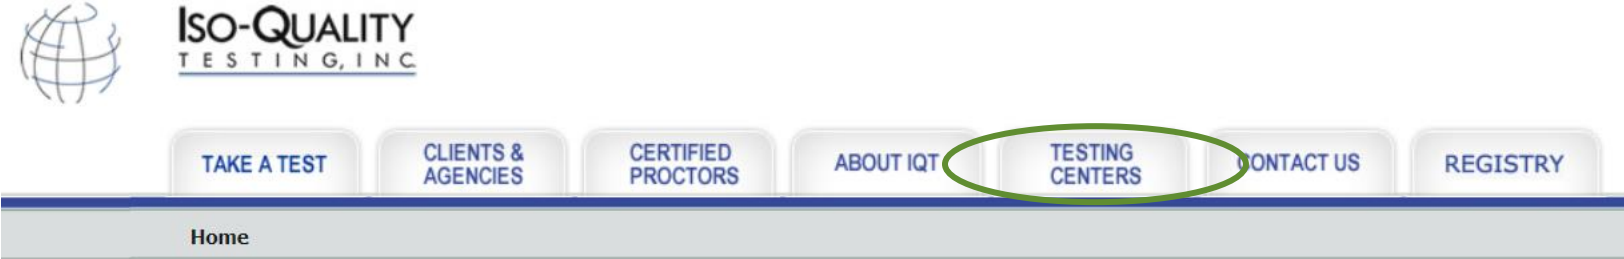 ISO-QUALITY
TESTING, INC
TAKE A TEST
CLIENTS &
AGENCIES
CERTIFIED
PROCTORS
ABOUT IQT
TESTING
CENTERS
CONTACT US
REGISTRY
Home